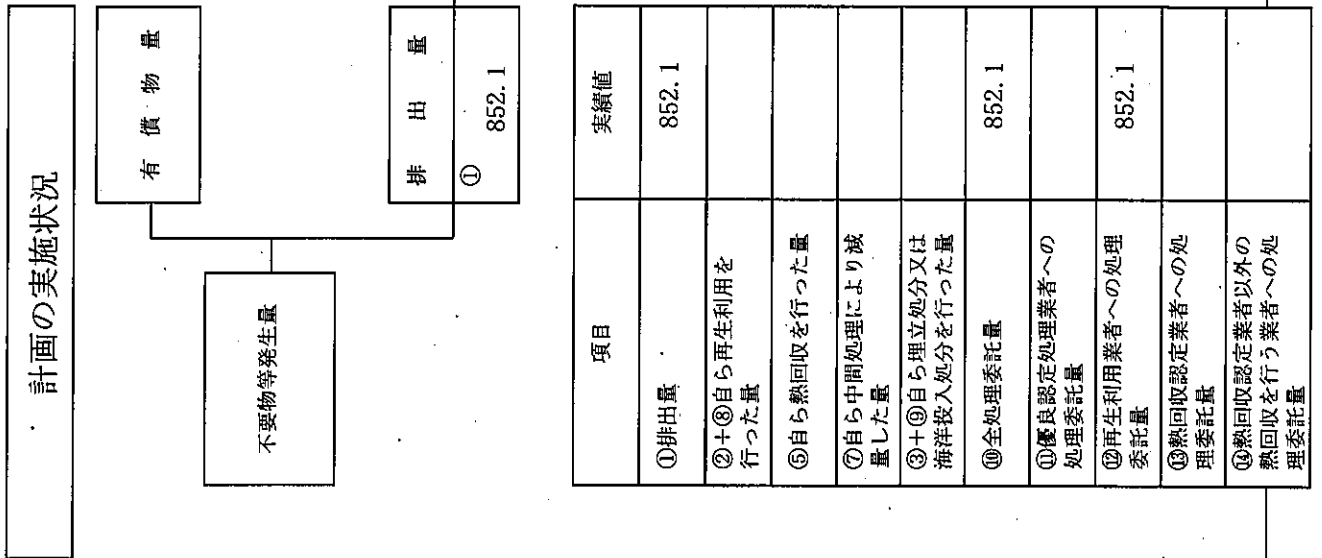 計画の実施状況
不要物等発生量
有償物量
排出量
①
852.1
項目
実績値
①排出量
852.1
②+⑧自ら再生利用を
行った量
⑤自ら熱回収を行った量
⑦自ら中間処理により減
量した量
③+⑨自ら埋立処分又は
海洋投入処分を行った量
⑩全処理委託量
852.1
⑪優良認定処理業者への
処理委託量
⑫再生利用業者への処理
委託量
852.1
⑬熱回収認定業者への処
理委託量
⑭熱回収認定業者以外の
熱回収を行う業者への処
理委託量